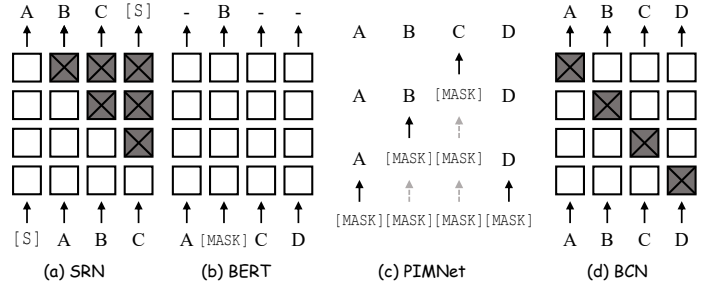 A B C [S]
[S] A B C
(a) SRN
- B - -
A [MASK] C D
(b) BERT
A B C D
A B [MASK] D
A [MASK] [MASK] D
[MASK] [MASK] [MASK] [MASK]
(c) PIMNet
A B C D
A B C D
(d) BCN